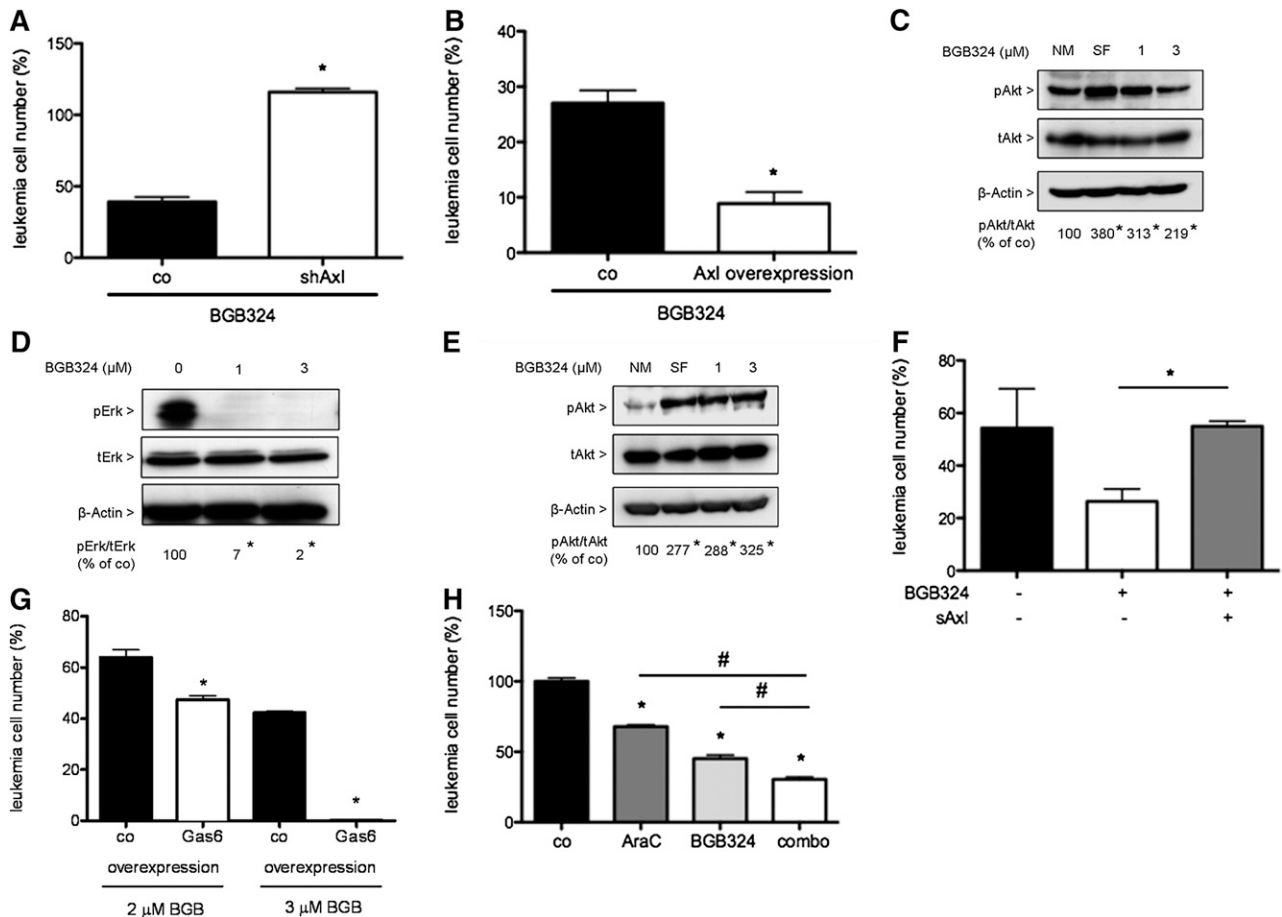 A
leukemia cell number (%)
150
100
50
0
*
co
shAxl
BGB324
B
leukemia cell number (%)
40
30
20
10
0
*
co
Axl overexpression
BGB324
C
BGB324 (µM) NM SF 1 3
pAkt >
tAkt >
β-Actin >
pAkt/tAkt
(% of co)
100 380* 313* 219*
D
BGB324 (µM) 0 1 3
pErk >
tErk >
β-Actin >
pErk/tErk
(% of co)
100 7* 2*
E
BGB324 (µM) NM SF 1 3
pAkt >
tAkt >
β-Actin >
pAkt/tAkt
(% of co)
100 277* 288* 325*
F
leukemia cell number (%)
80
60
40
20
0
*
BGB324 - + +
sAxl - - +
G
leukemia cell number (%)
80
60
40
20
0
*
*
co Gas6 co Gas6
overexpression overexpression
2 µM BGB 3 µM BGB
H
leukemia cell number (%)
150
100
50
0
#
#
* * *
co AraC BGB324 combo